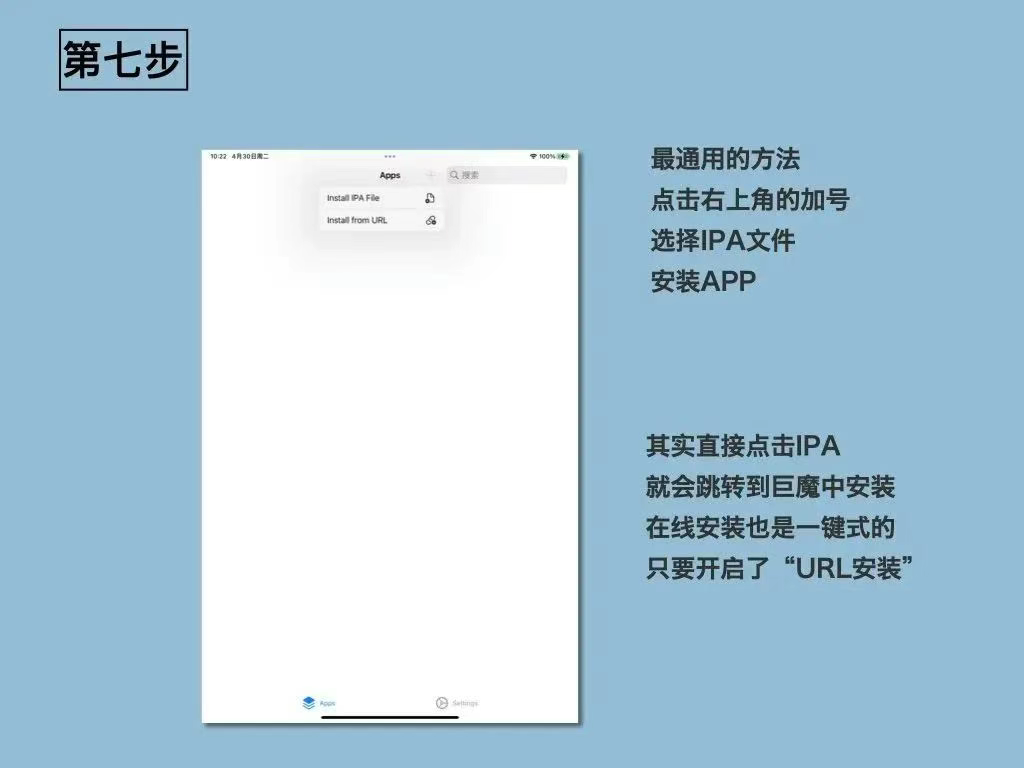 第七步
10:22 4月30日周二
100%
Apps
搜索
Install IPA File
Install from URL
最通用的方法
点击右上角的加号
选择IPA文件
安装APP
其实直接点击IPA
就会跳转到巨魔中安装
在线安装也是一键式的
只要开启了“URL安装”
Apps
Settings